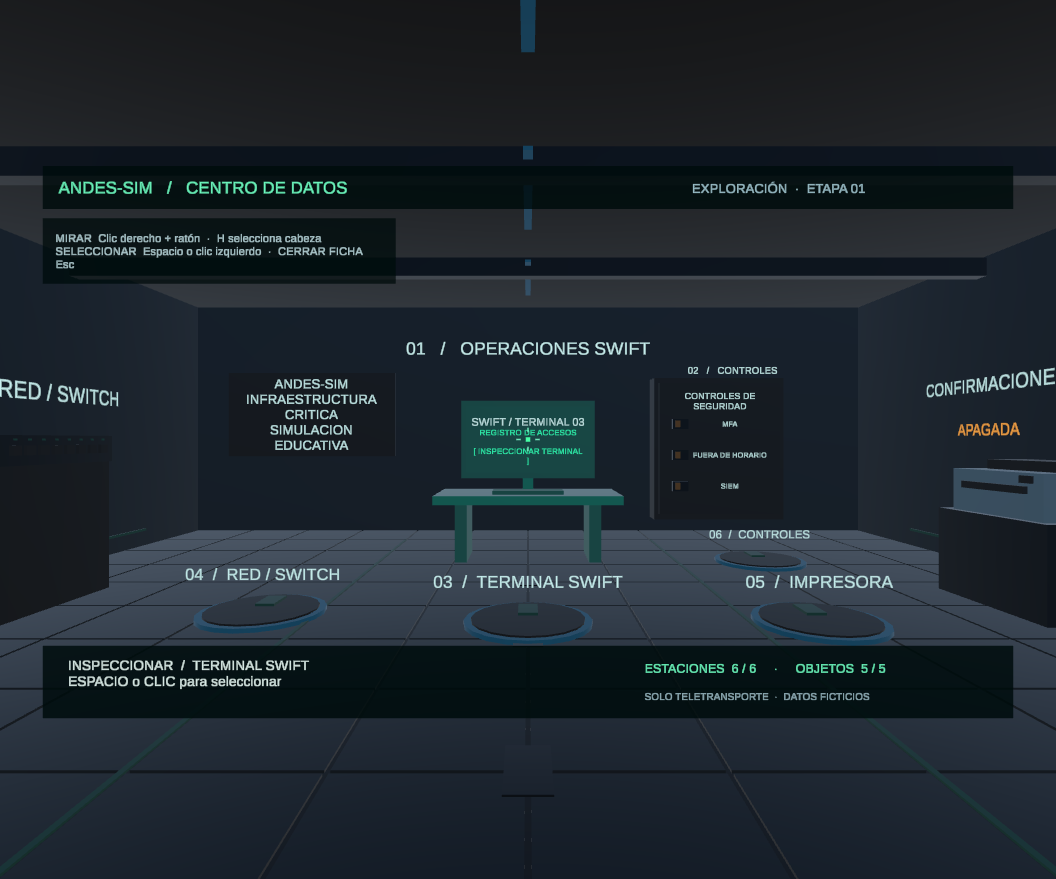 ANDES-SIM / CENTRO DE DATOS
EXPLORACIÓN · ETAPA 01
MIRAR Clic derecho + ratón · H selecciona cabeza
SELECCIONAR Espacio o clic izquierdo · CERRAR FICHA
Esc
01 / OPERACIONES SWIFT
RED / SWITCH
ANDES-SIM
INFRAESTRUCTURA
CRITICA
SIMULACION
EDUCATIVA
SWIFT / TERMINAL 03
REGISTRO DE ACCESOS
[ INSPECCIONAR TERMINAL
]
02 / CONTROLES
CONTROLES DE
SEGURIDAD
MFA
FUERA DE HORARIO
SIEM
CONFIRMACIONE
APAGADA
06 / CONTROLES
04 / RED / SWITCH
03 / TERMINAL SWIFT
05 / IMPRESORA
INSPECCIONAR / TERMINAL SWIFT
ESPACIO o CLIC para seleccionar
ESTACIONES 6 / 6 · OBJETOS 5 / 5
SOLO TELETRANSPORTE · DATOS FICTICIOS